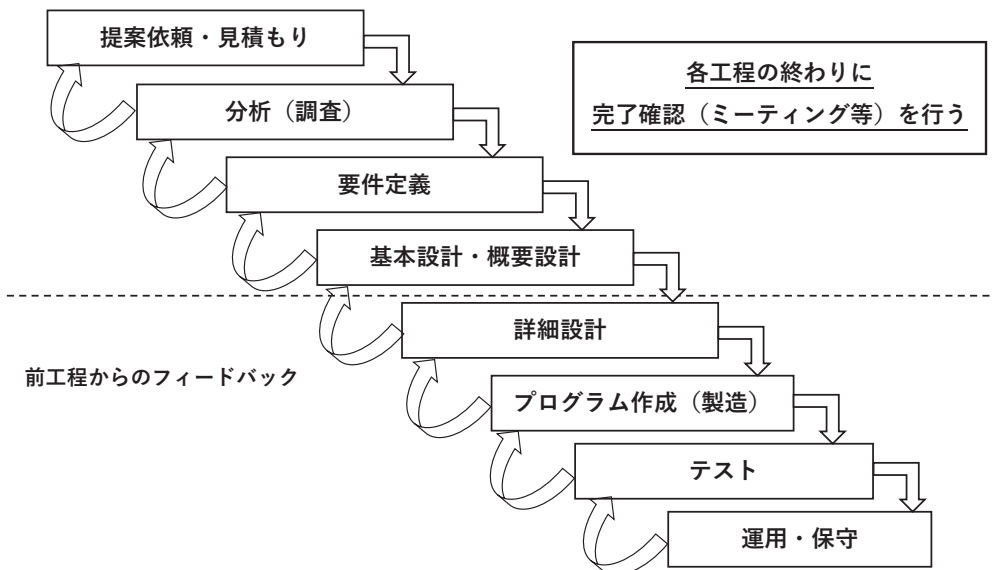 提案依頼・見積もり
各工程の終わりに
完了確認（ミーティング等）を行う
分析（調査）
要件定義
基本設計・概要設計
詳細設計
前工程からのフィードバック
プログラム作成（製造）
テスト
運用・保守